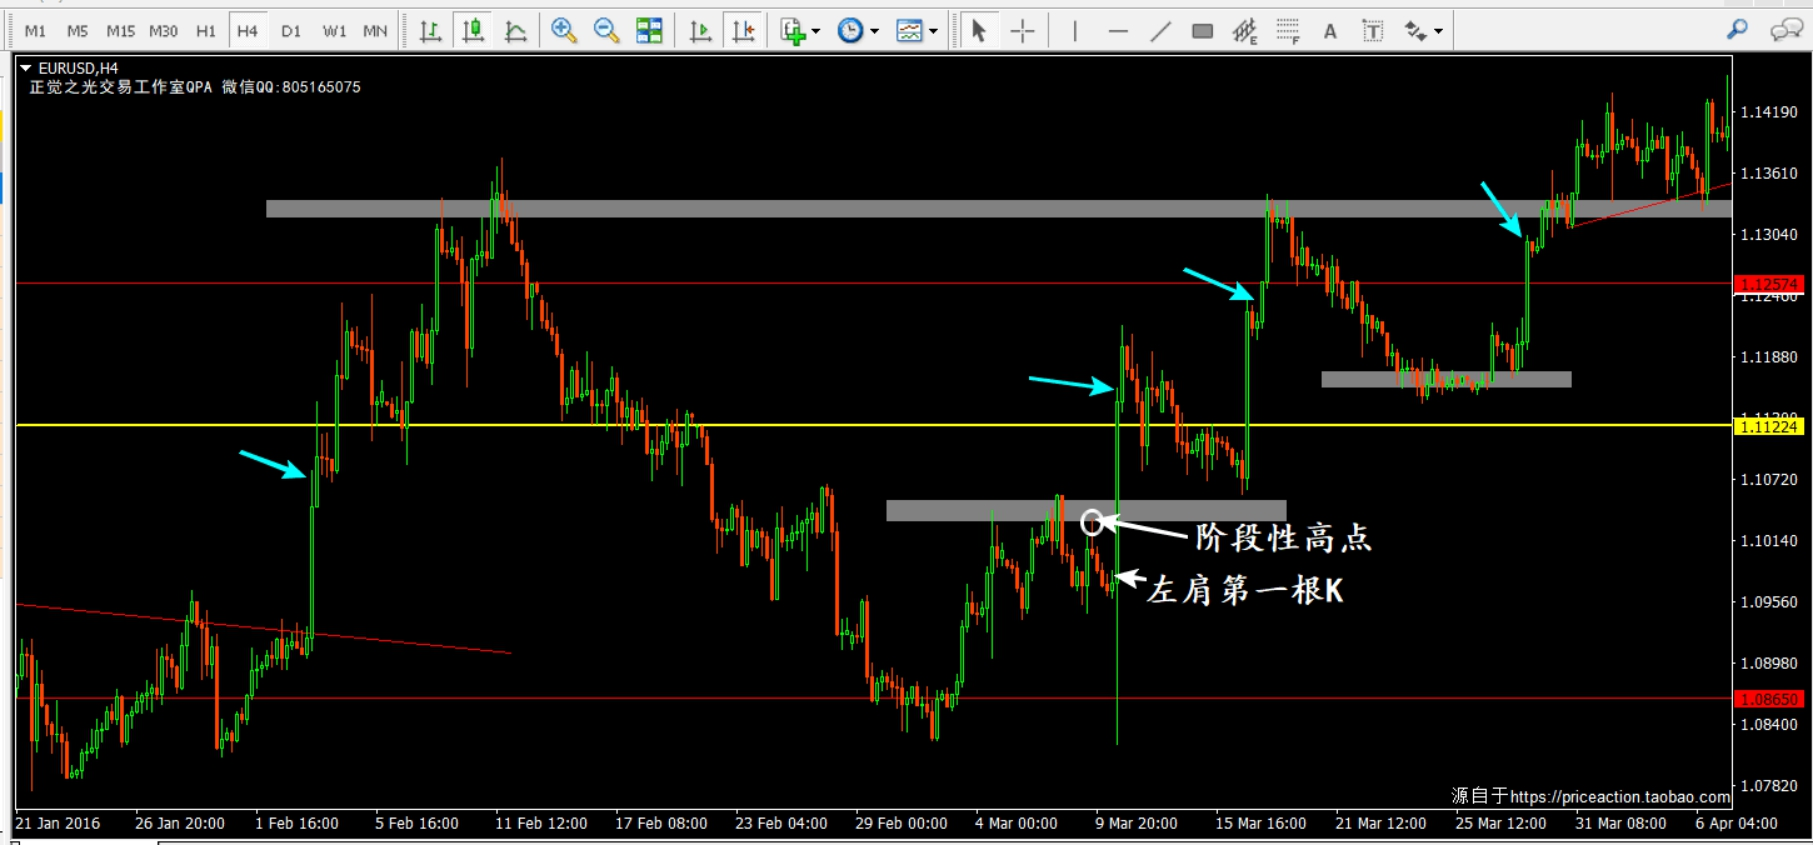 M1 M5 M15 M30 H1 H4 D1 W1 MN E F A T
EURUSD,H4
正觉之光交易工作室QPA 微信QQ:805165075
1.14190
1.13610
1.13040
1.12574
1.11880
1.11224
1.10720
阶段性高点
1.10140
左肩第一根K
1.09560
1.08980
1.08650
1.08400
1.07820
源自于https://priceaction.taobao.com
21 Jan 2016 26 Jan 20:00 1 Feb 16:00 5 Feb 16:00 11 Feb 12:00 17 Feb 08:00 23 Feb 04:00 29 Feb 00:00 4 Mar 00:00 9 Mar 20:00 15 Mar 16:00 21 Mar 12:00 25 Mar 12:00 31 Mar 08:00 6 Apr 04:00